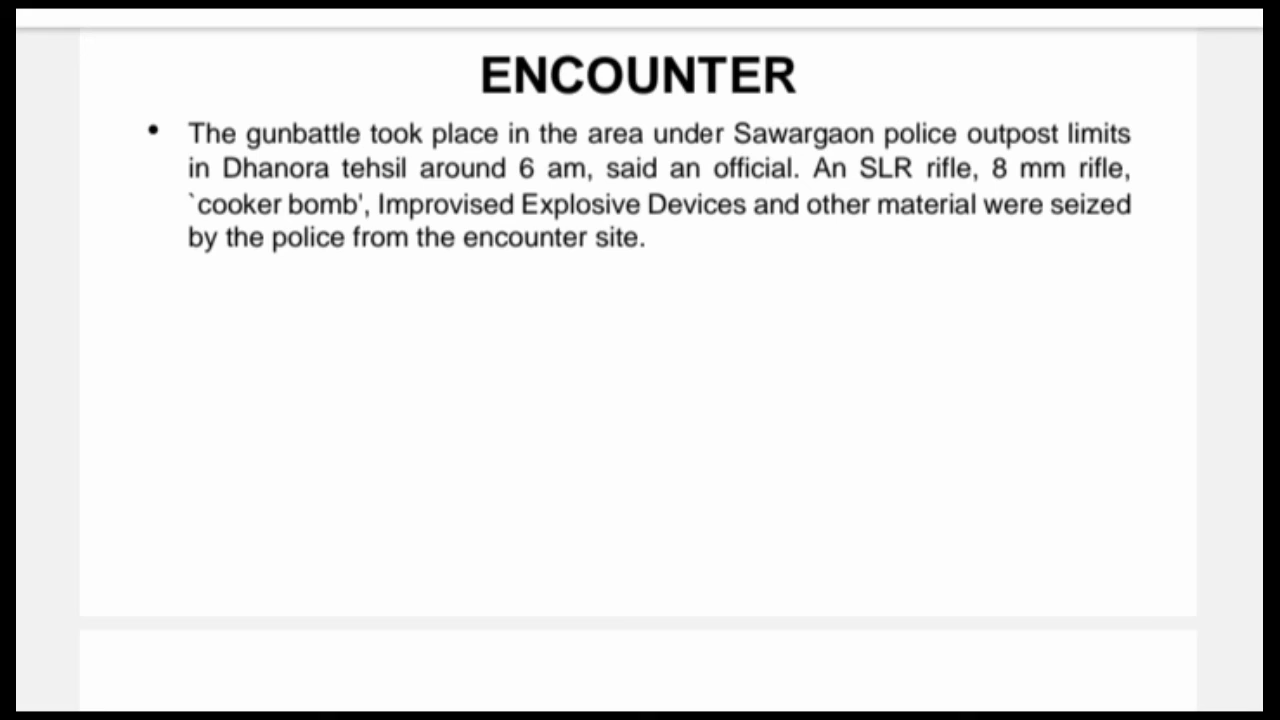 ENCOUNTER
• The gunbattle took place in the area under Sawargaon police outpost limits
in Dhanora tehsil around 6 am, said an official. An SLR rifle, 8 mm rifle,
`cooker bomb', Improvised Explosive Devices and other material were seized
by the police from the encounter site.